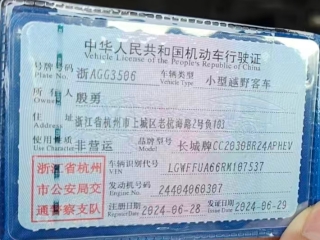 中华人民共和国机动车行驶证
Vehicle License of the People's Republic of China
号牌号码 浙AGG3506 车辆类型 小型越野客车
Plate No. Vehicle Type
所有人 殷勇
Owner
浙江省杭州市上城区老杭海路2号负103
使用性质 非营运 品牌型号 长城牌CC2030BR24APHEV
Model
浙江省杭州市公安局交通警察支队
车辆识别代号 LGWFFUA66RK107537
VIN
发动机号码 24404060307
Engine No.
注册日期 2024-06-28 发证日期 2024-06-29
Register Date Issue Date